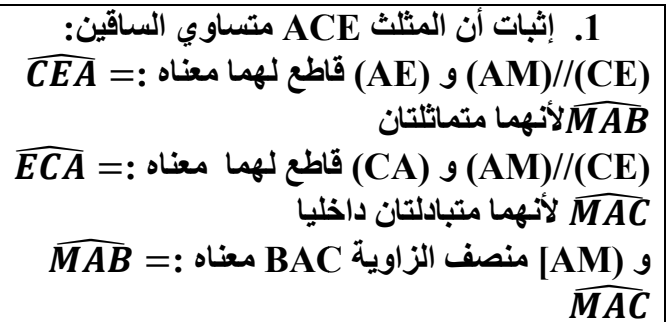 1. إثبات أن المثلث ACE متساوي الساقين:
(AM)//(CE) و (AE) قاطع لهما معناه := CEA
MAB لأنهما متماثلتان
(AM)//(CE) و (CA) قاطع لهما معناه := ECA
MAC لأنهما متبادلتان داخليا
و [AM) منصف الزاوية BAC معناه := MAB
MAC